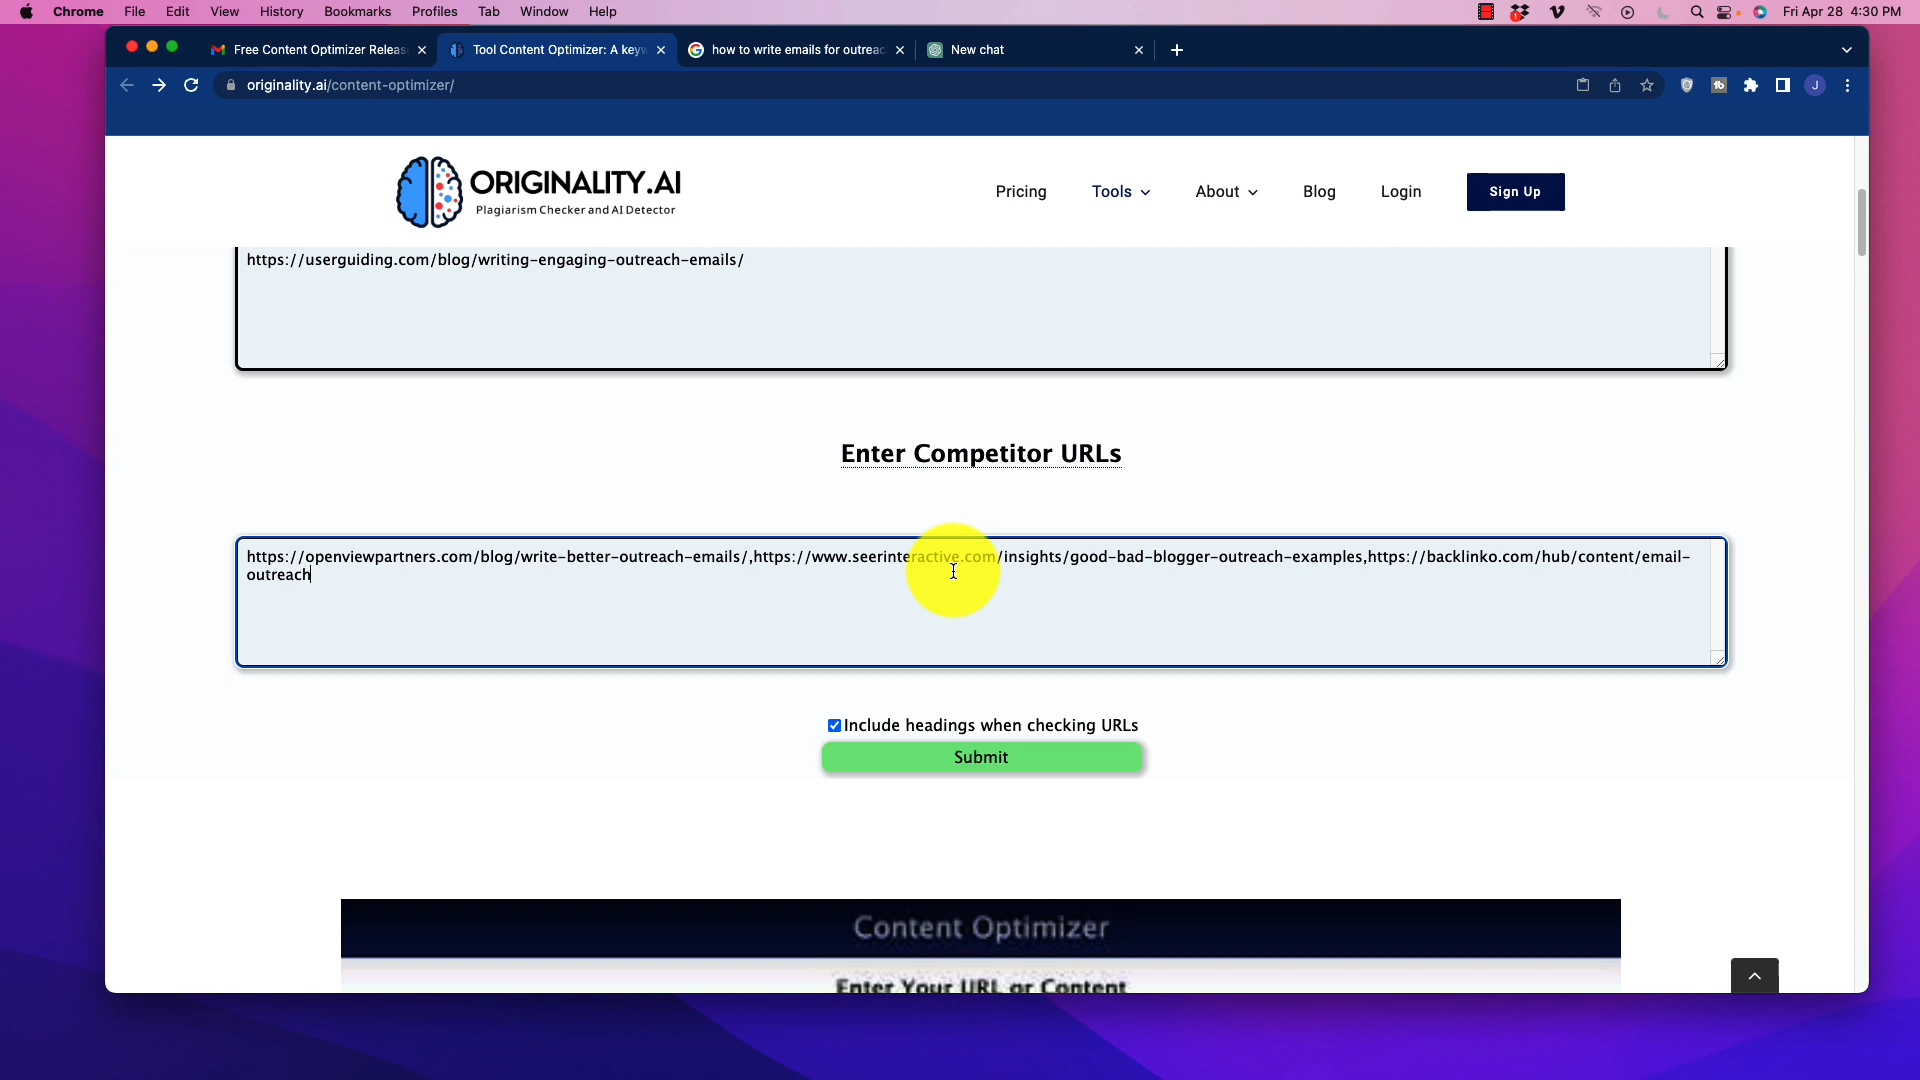 Chrome File Edit View History Bookmarks Profiles Tab Window Help
1
Fri Apr 28 4:30 PM
Free Content Optimizer Releas
Tool Content Optimizer: A keyw
how to write emails for outreac
New chat
originality.ai/content-optimizer/
tb
J
ORIGINALITY.AI
Plagiarism Checker and AI Detector
Pricing
Tools
About
Blog
Login
Sign Up
https://userguiding.com/blog/writing-engaging-outreach-emails/
Enter Competitor URLs
https://openviewpartners.com/blog/write-better-outreach-emails/,https://www.seerinteractive.com/insights/good-bad-blogger-outreach-examples,https://backlinko.com/hub/content/email-
outreach
Include headings when checking URLs
Submit
Content Optimizer
Enter Your URL or Content